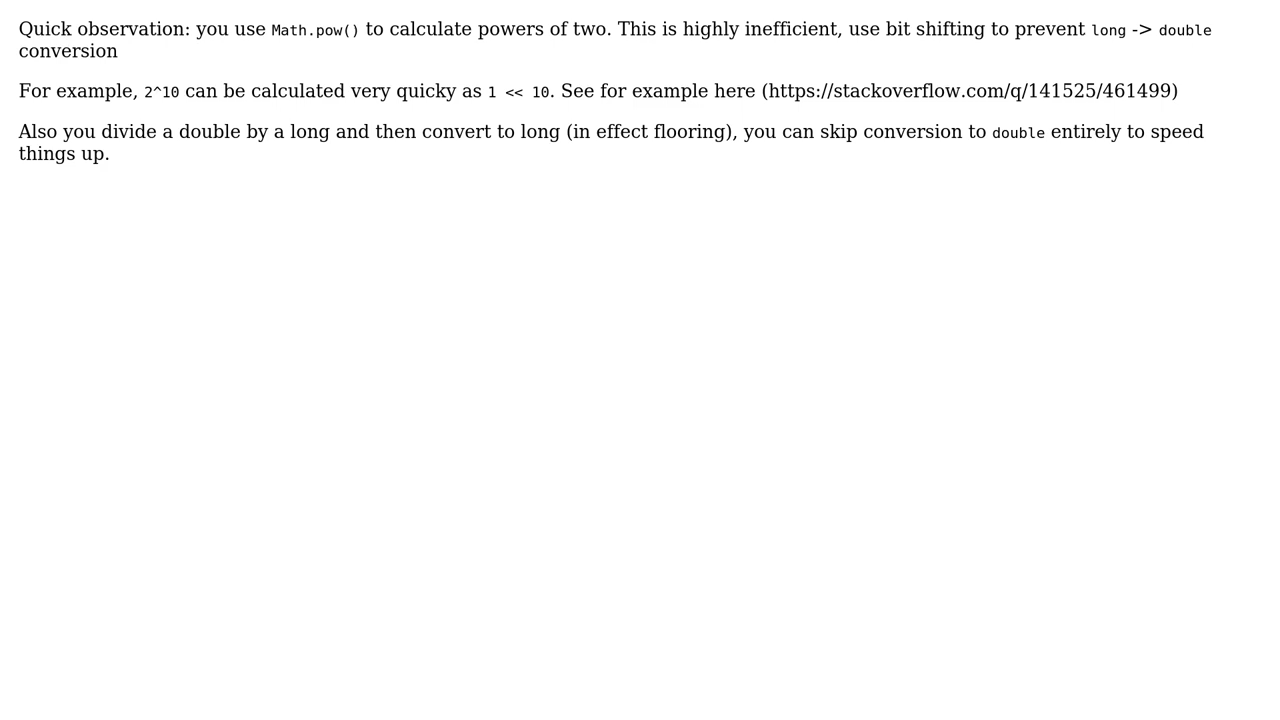 Quick observation: you use Math.pow() to calculate powers of two. This is highly inefficient, use bit shifting to prevent long -> double
conversion
For example, 2^10 can be calculated very quicky as 1 << 10. See for example here (https://stackoverflow.com/q/141525/461499)
Also you divide a double by a long and then convert to long (in effect flooring), you can skip conversion to double entirely to speed
things up.